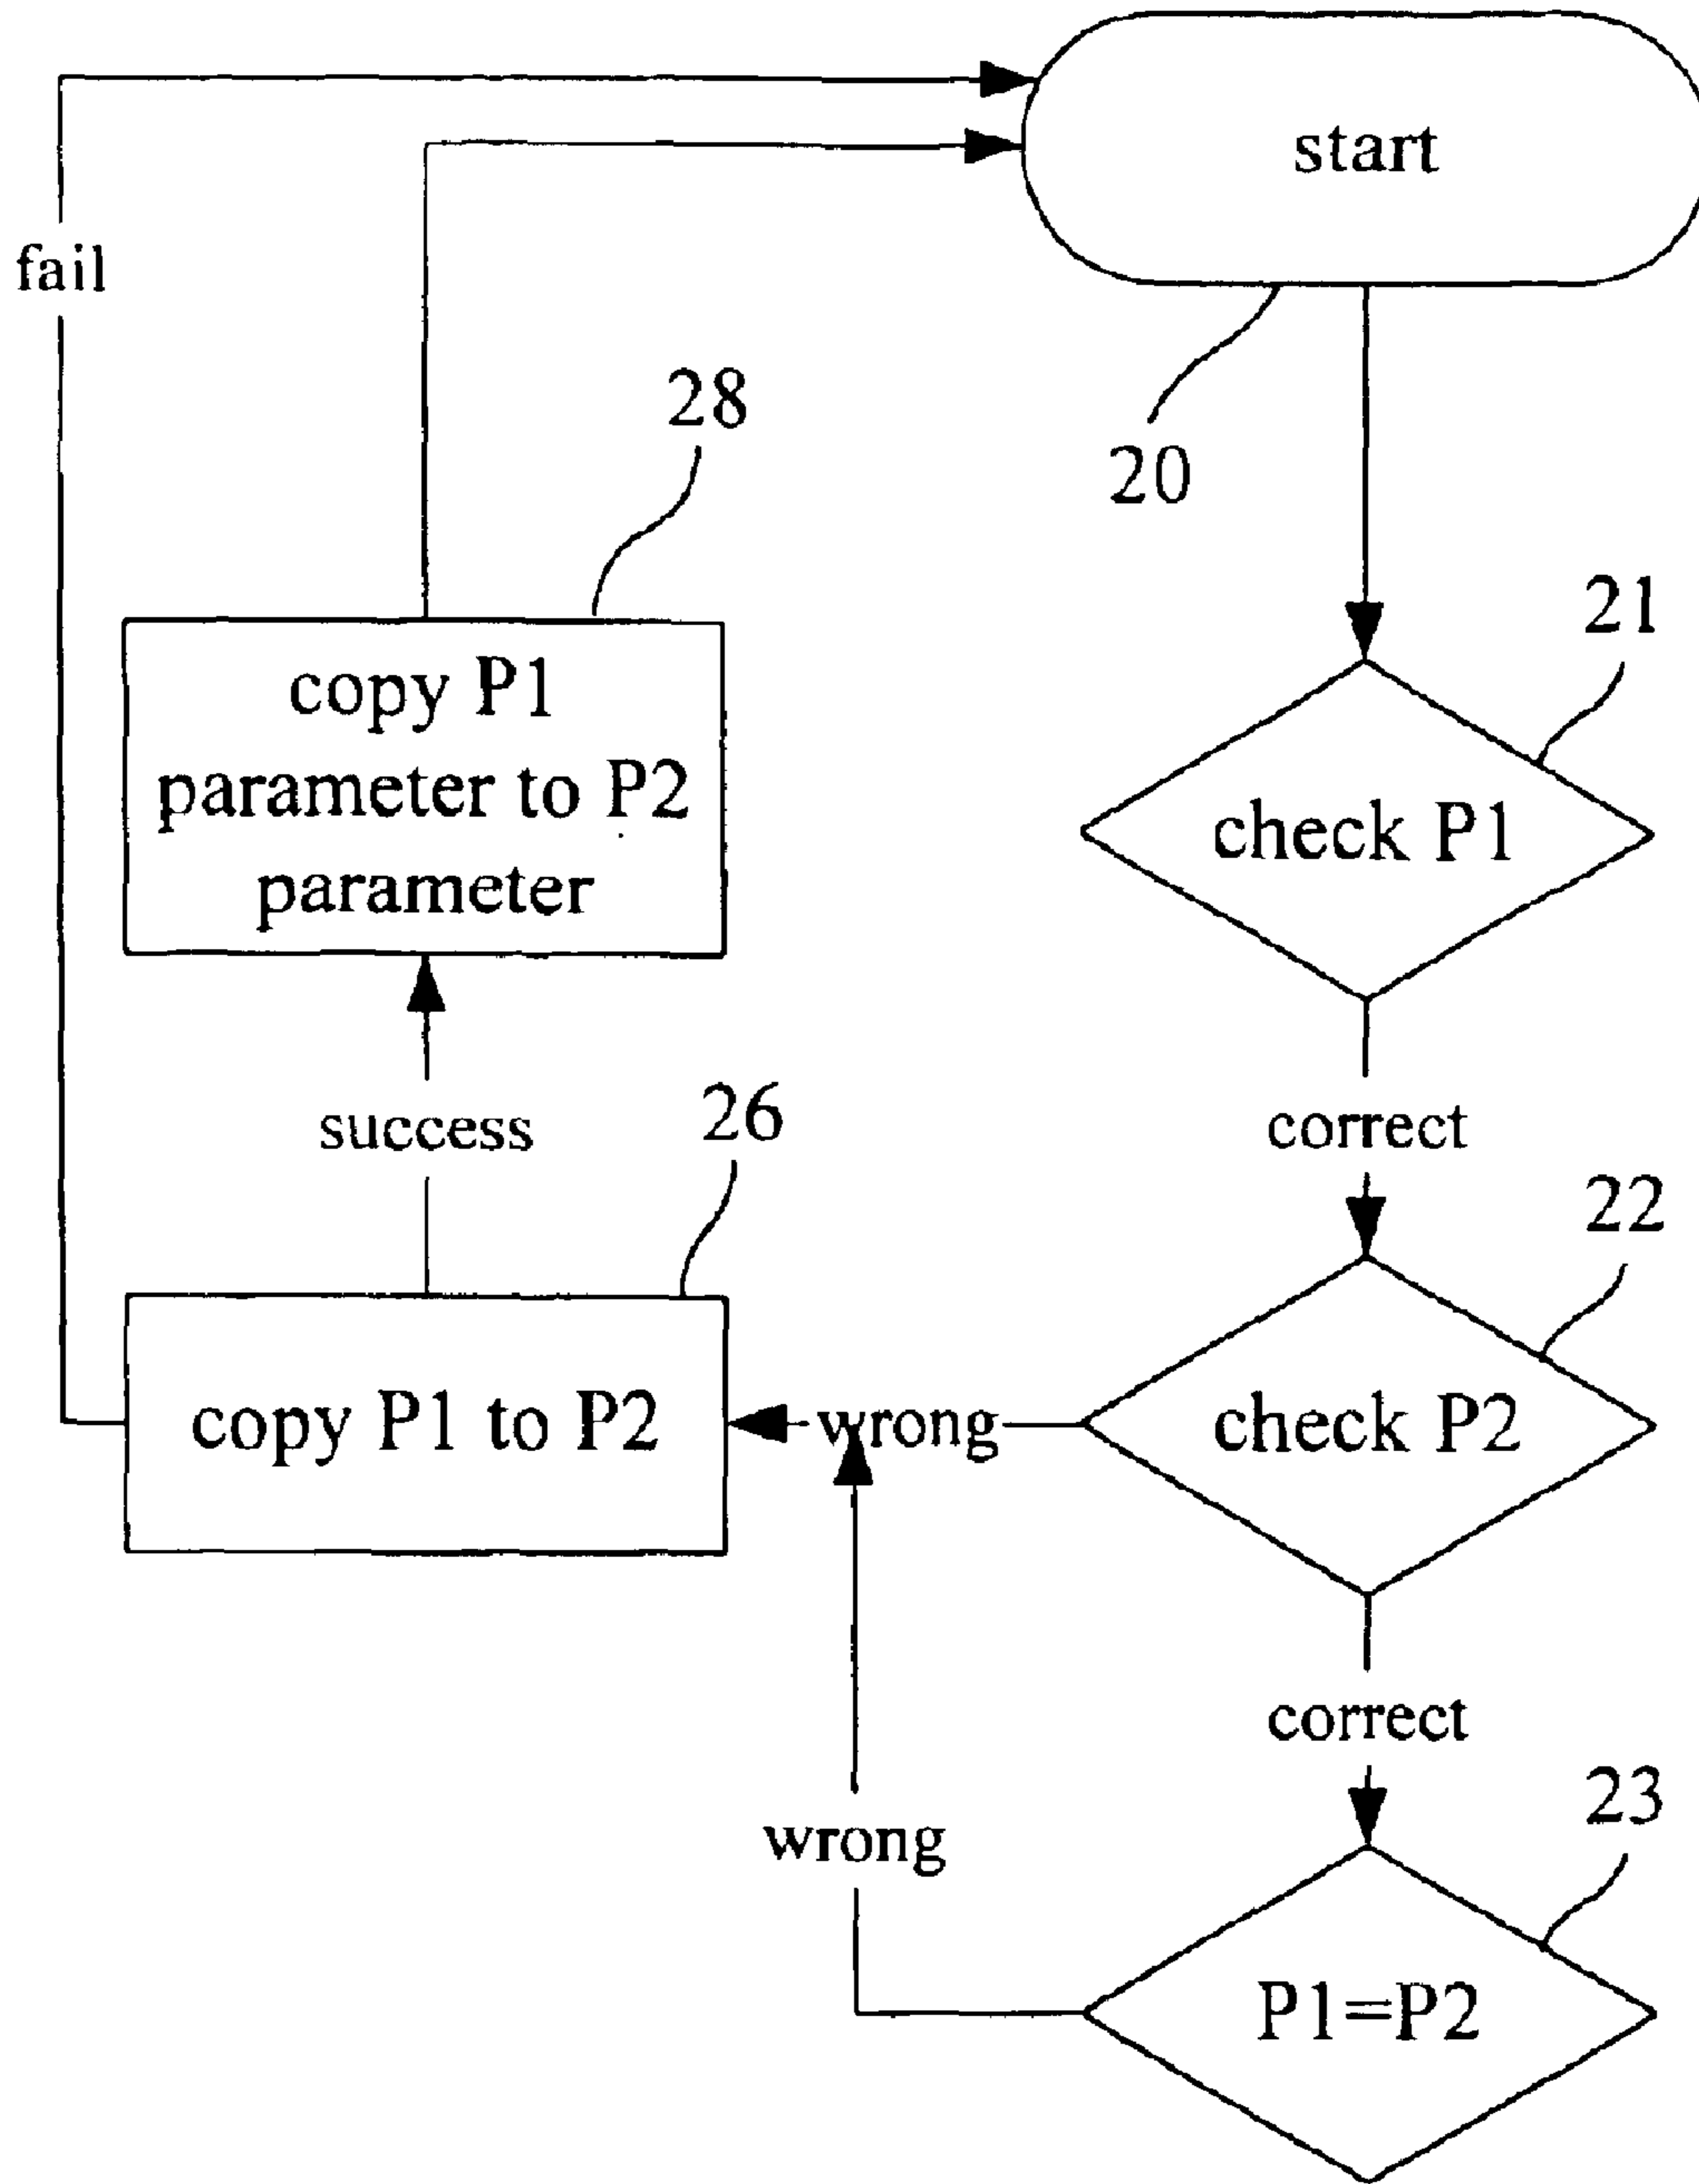 start
fail
28
20
21
copy P1
parameter to P2
parameter
check P1
success
26
correct
22
copy P1 to P2
wrong
check P2
correct
23
wrong
P1=P2